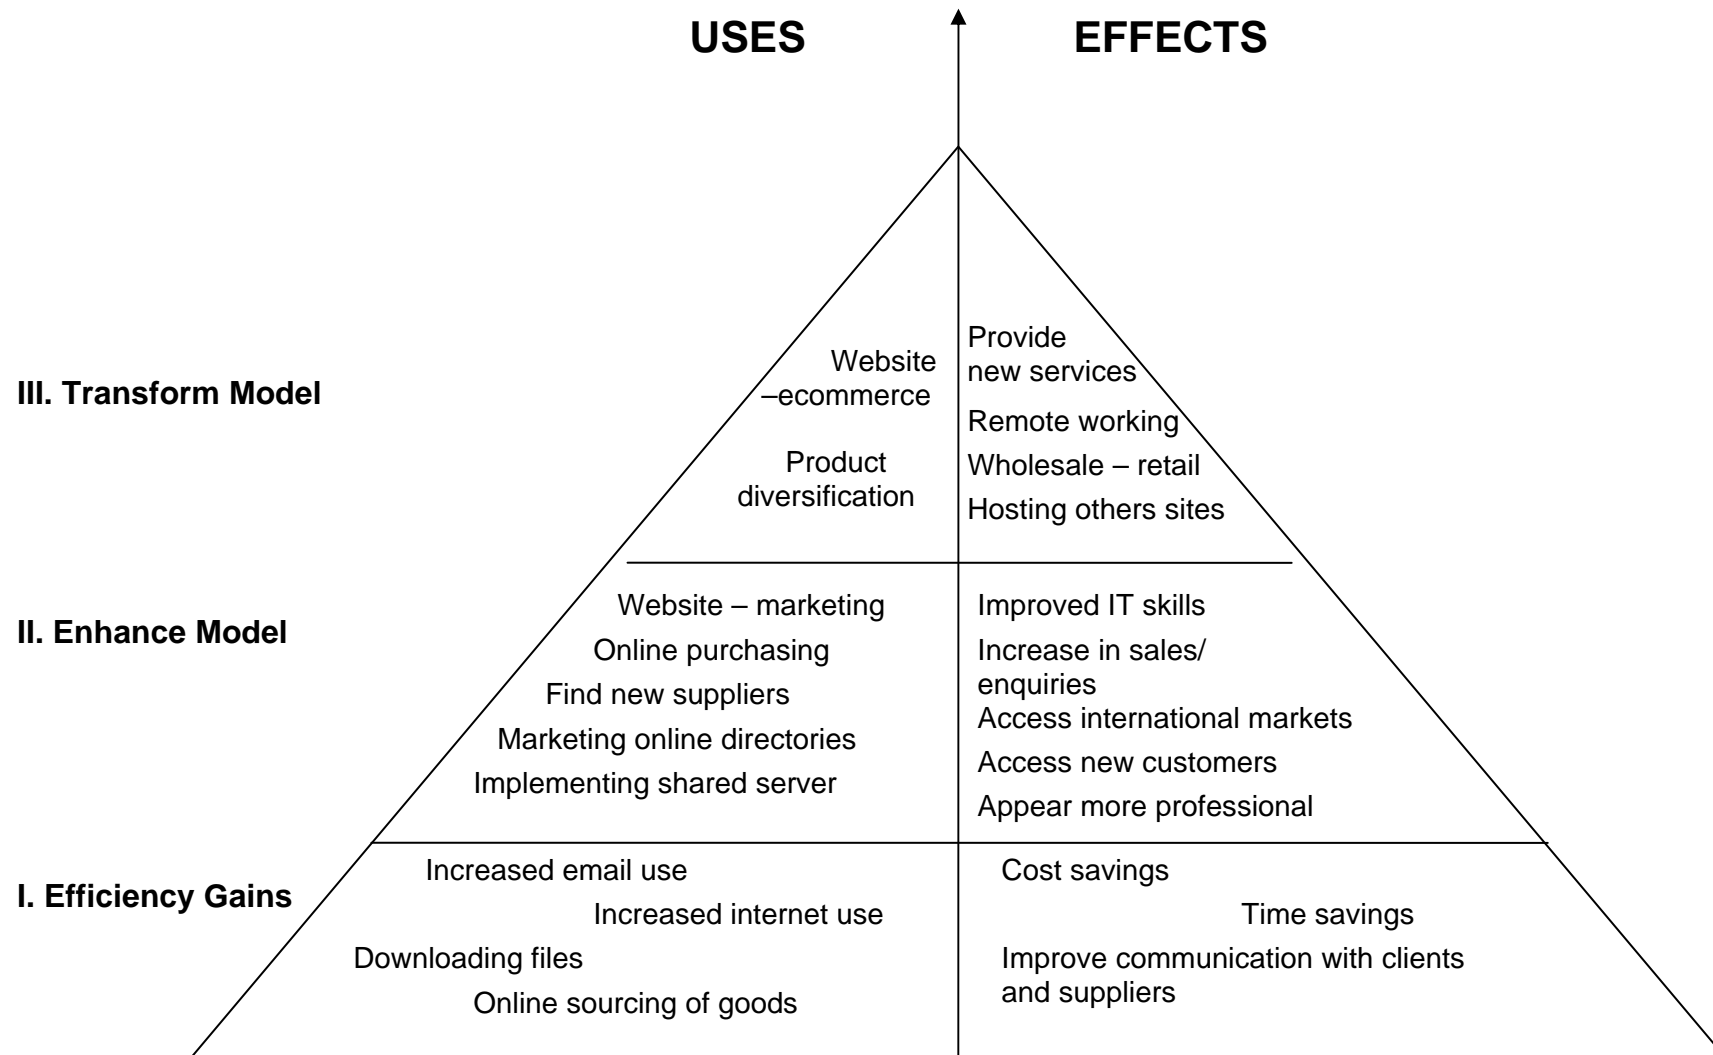 USES
EFFECTS
III. Transform Model
Website
–ecommerce
Product
diversification
Provide
new services
Remote working
Wholesale – retail
Hosting others sites
II. Enhance Model
Website – marketing
Online purchasing
Find new suppliers
Marketing online directories
Implementing shared server
Improved IT skills
Increase in sales/
enquiries
Access international markets
Access new customers
Appear more professional
I. Efficiency Gains
Increased email use
Increased internet use
Downloading files
Online sourcing of goods
Cost savings
Time savings
Improve communication with clients
and suppliers